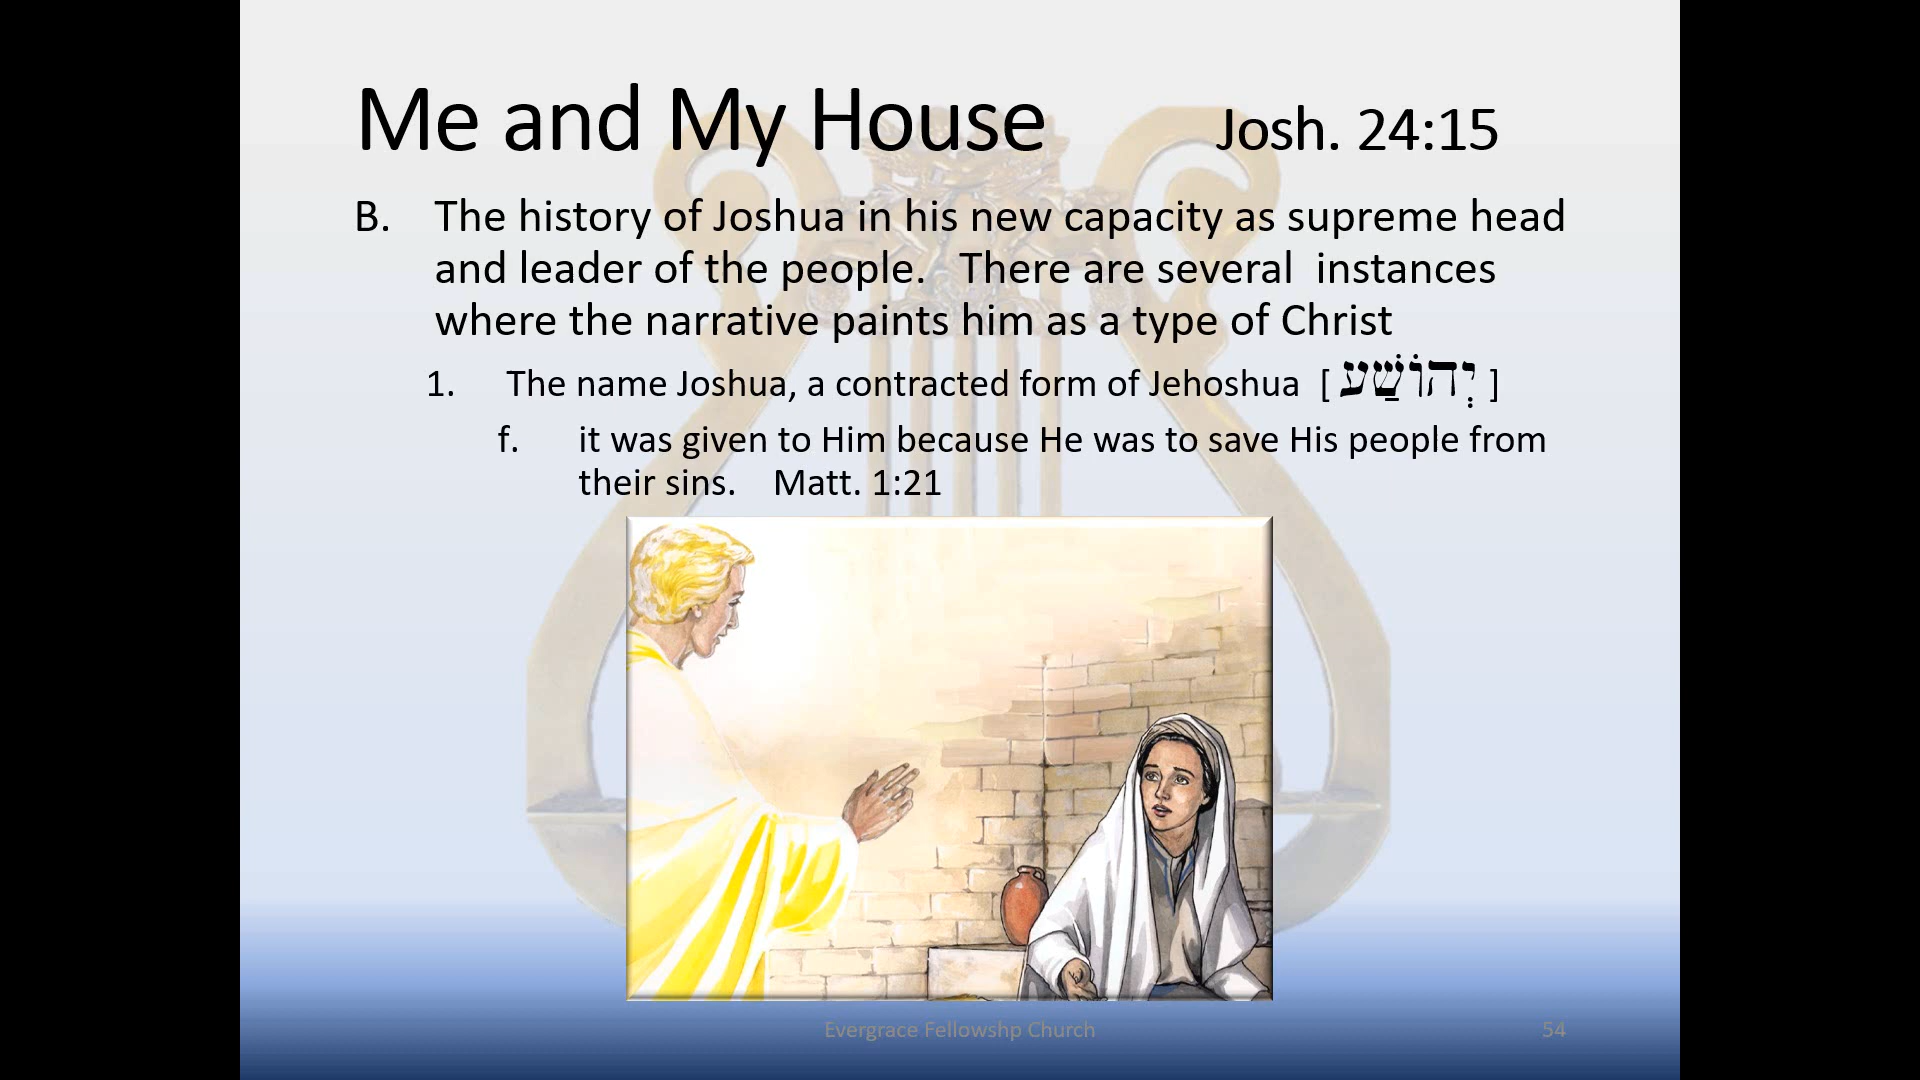 Me and My House Josh. 24:15
B. The history of Joshua in his new capacity as supreme head
and leader of the people. There are several instances
where the narrative paints him as a type of Christ
1. The name Joshua, a contracted form of Jehoshua [ יְהוֹשֻׁעַ ]
f. it was given to Him because He was to save His people from
their sins. Matt. 1:21
Evergrace Fellowshp Church 54